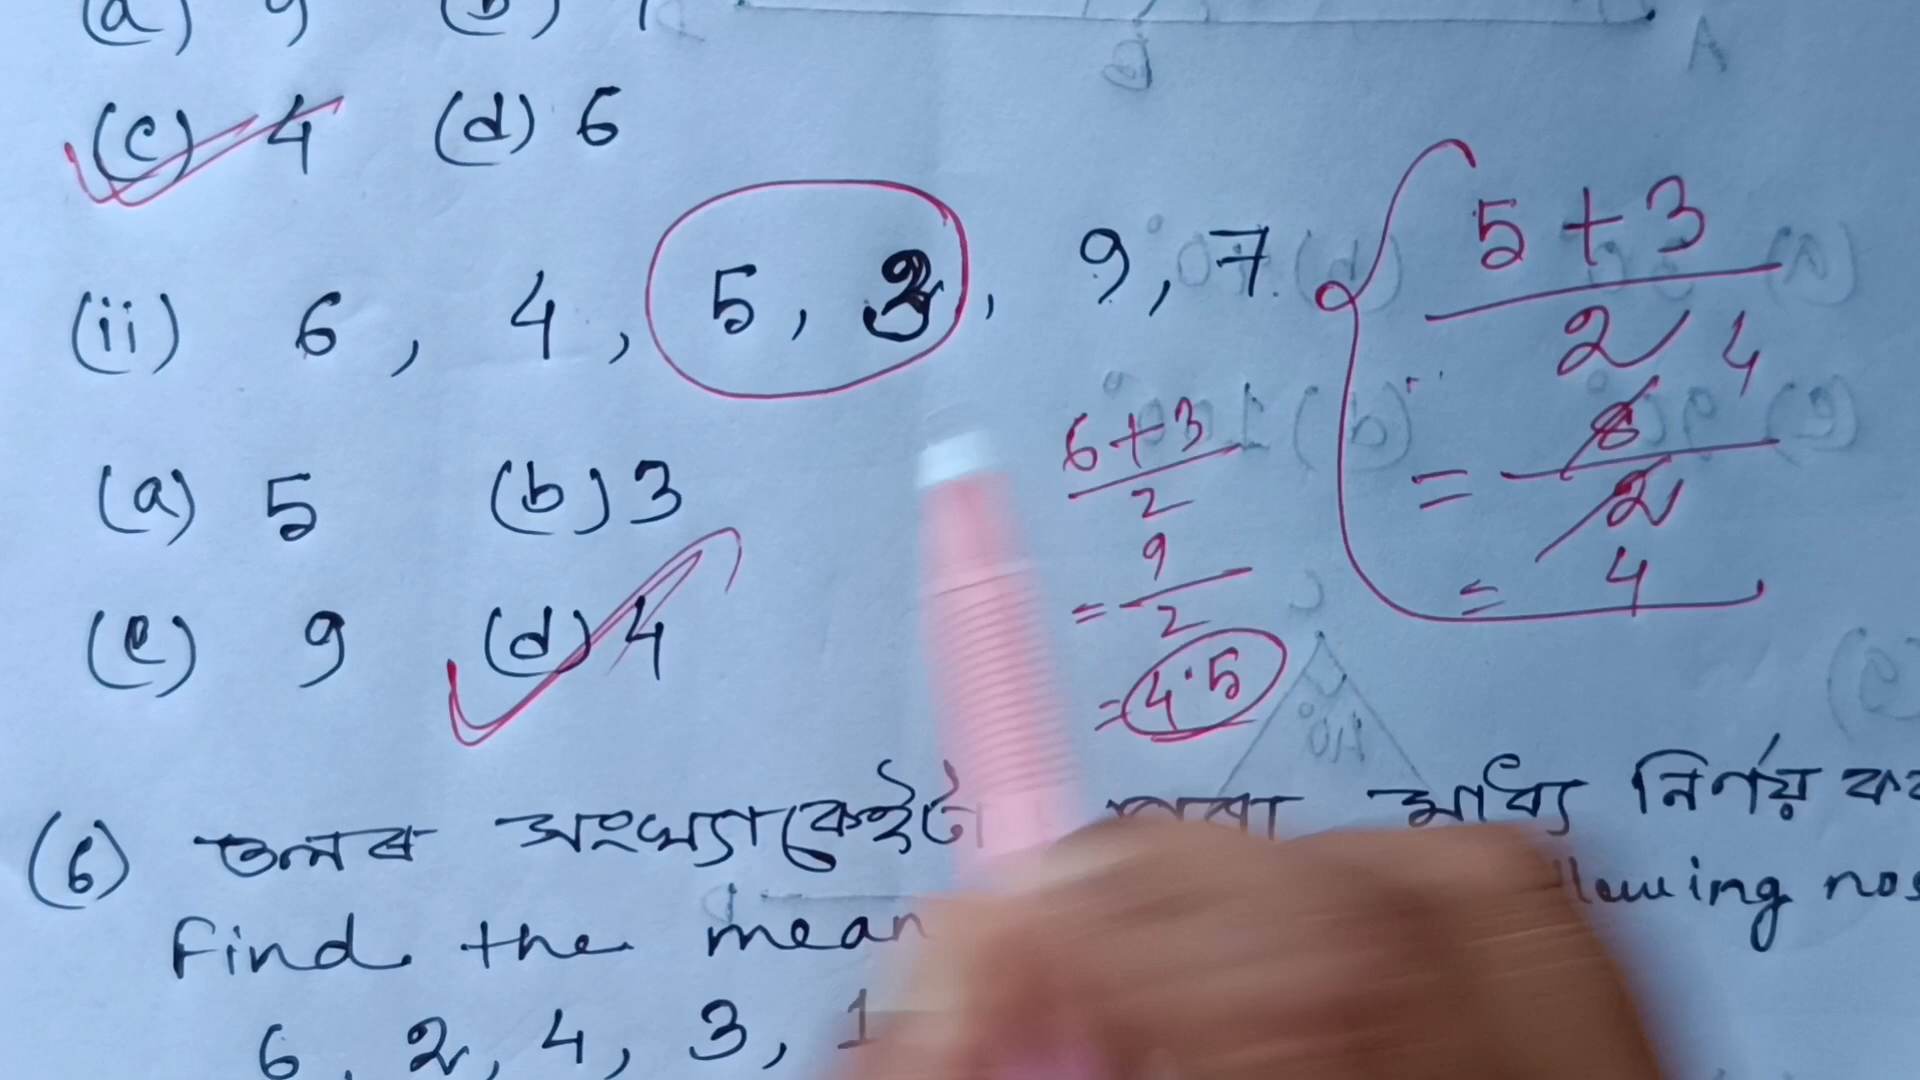 (c) 4 (d) 6
(ii) 6, 4, 5, 3, 9, 7
5+3
2 4
6+3
2
= 8
2
(a) 5 (b) 3
= 9
2
= 4
(c) 9 (d) 4
= 4.5
(6) তলৰ সংখ্যাকেইটা পৰা মাধ্য নিৰ্ণয়
Find the mean
nos
6, 2, 4, 3, 1